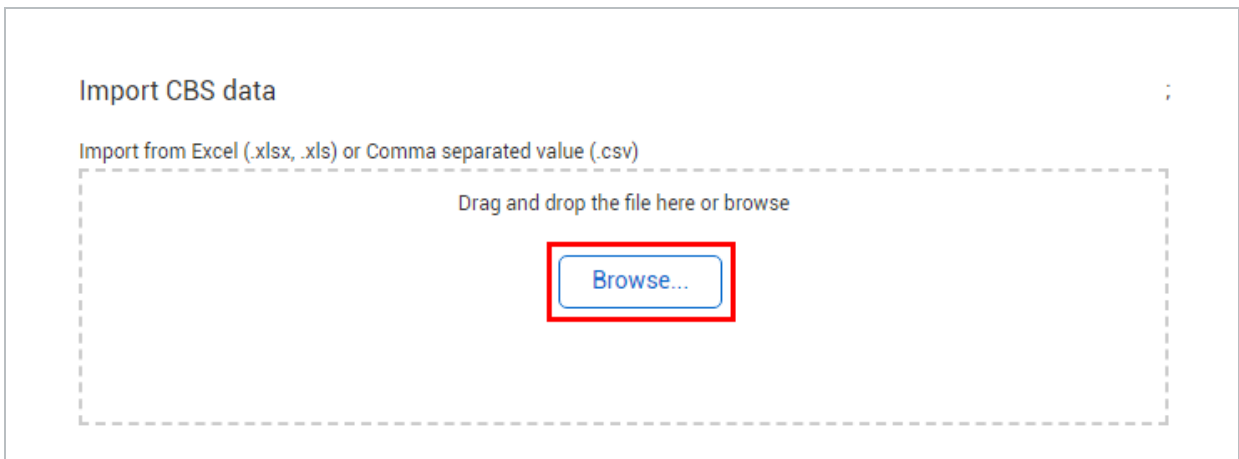 Import CBS data ;
Import from Excel (.xlsx, .xls) or Comma separated value (.csv)
Drag and drop the file here or browse
Browse...